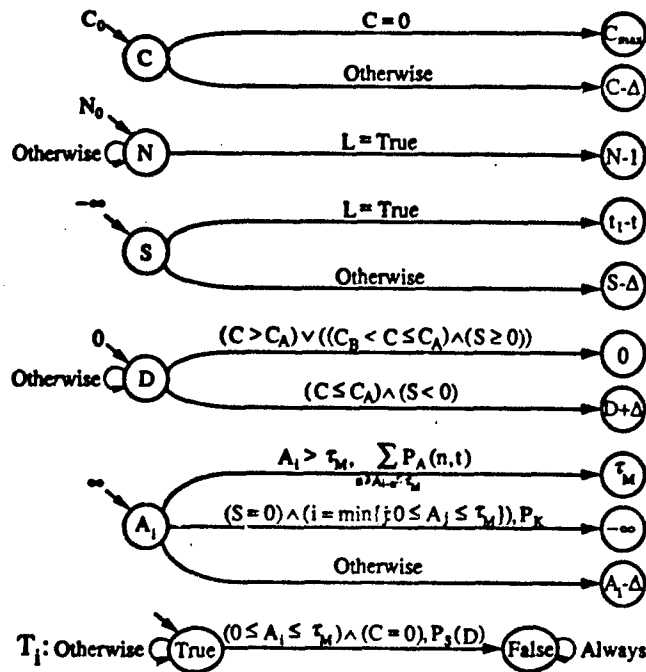 C₀
C = 0
C
C_max
Otherwise
C-Δ
N₀
Otherwise
N
L = True
N-1
-∞
L = True
S
t₁-t
Otherwise
S-Δ
0
(C > C_A) ∨ ((C_B < C ≤ C_A) ∧ (S ≥ 0))
0
Otherwise
D
(C ≤ C_A) ∧ (S < 0)
D+Δ
∞
A_i > τ_M, ∑ P_A(n,t)
τ_M
A_i
(S = 0) ∧ (i = min{j: 0 ≤ A_j ≤ τ_M}), P_K
-∞
Otherwise
A_i-Δ
T_i: Otherwise
True
(0 ≤ A_i ≤ τ_M) ∧ (C = 0), P_S(D)
False
Always